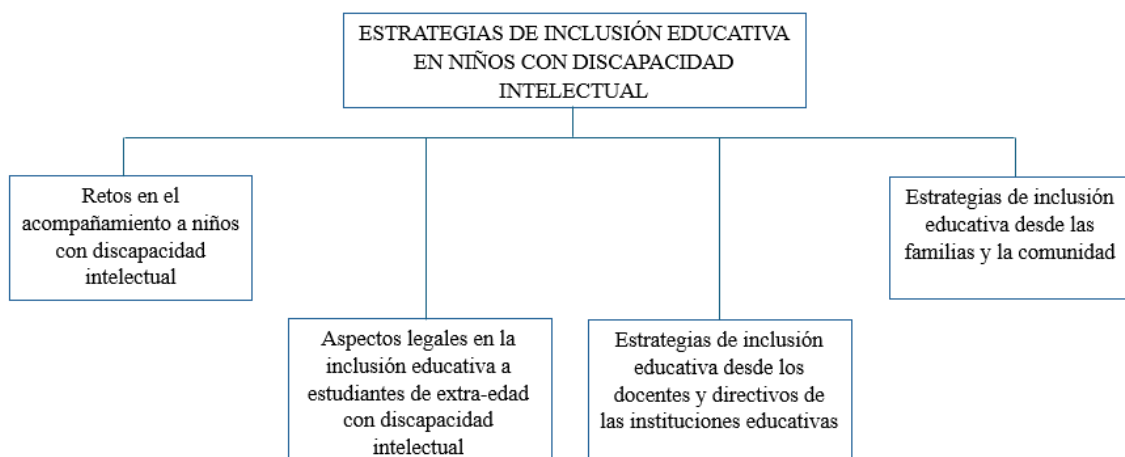 ESTRATEGIAS DE INCLUSIÓN EDUCATIVA
EN NIÑOS CON DISCAPACIDAD
INTELECTUAL
Retos en el
acompañamiento a niños
con discapacidad
intelectual
Aspectos legales en la
inclusión educativa a
estudiantes de extra-edad
con discapacidad
intelectual
Estrategias de inclusión
educativa desde los
docentes y directivos de
las instituciones educativas
Estrategias de inclusión
educativa desde las
familias y la comunidad